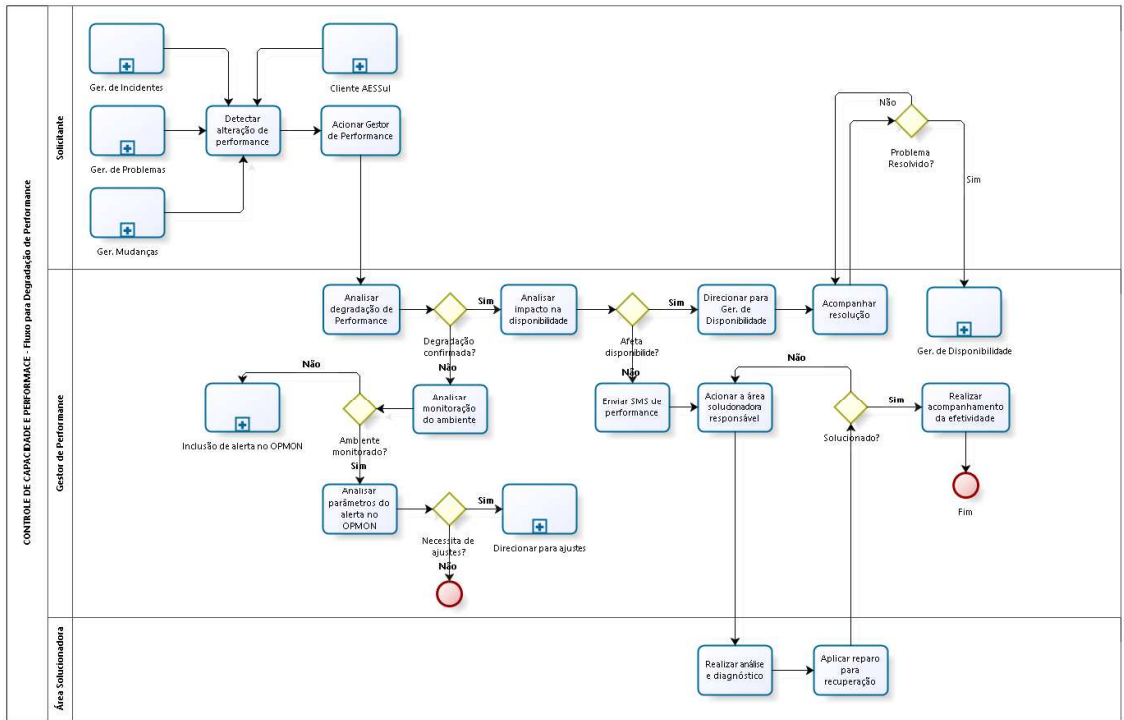 CONTROLE DE CAPACIDADE E PERFORMACE - Fluxo para Degradação de Performance
Solicitante
Ger. de Incidentes
Cliente AESSul
Detectar
alteração de
performance
Acionar Gestor
de Performance
Ger. de Problemas
Ger. Mudanças
Não
Problema
Resolvido?
Sim
Gestor de Performance
Analisar
degradação de
Performance
Degradação
confirmada?
Sim
Analisar
impacto na
disponibilidade
Afeta
disponibilide?
Sim
Direcionar para
Ger. de
Disponibilidade
Acompanhar
resolução
Ger. de Disponibilidade
Não
Analisar
monitoração
do ambiente
Não
Inclusão de alerta no OPMON
Ambiente
monitorado?
Sim
Não
Enviar SMS de
performance
Acionar a área
solucionadora
responsável
Não
Solucionado?
Sim
Realizar
acompanhamento
da efetividade
Fim
Analisar
parâmetros do
alerta no
OPMON
Necessita de
ajustes?
Sim
Direcionar para ajustes
Não
Área Solucionadora
Realizar análise
e diagnóstico
Aplicar reparo
para
recuperação